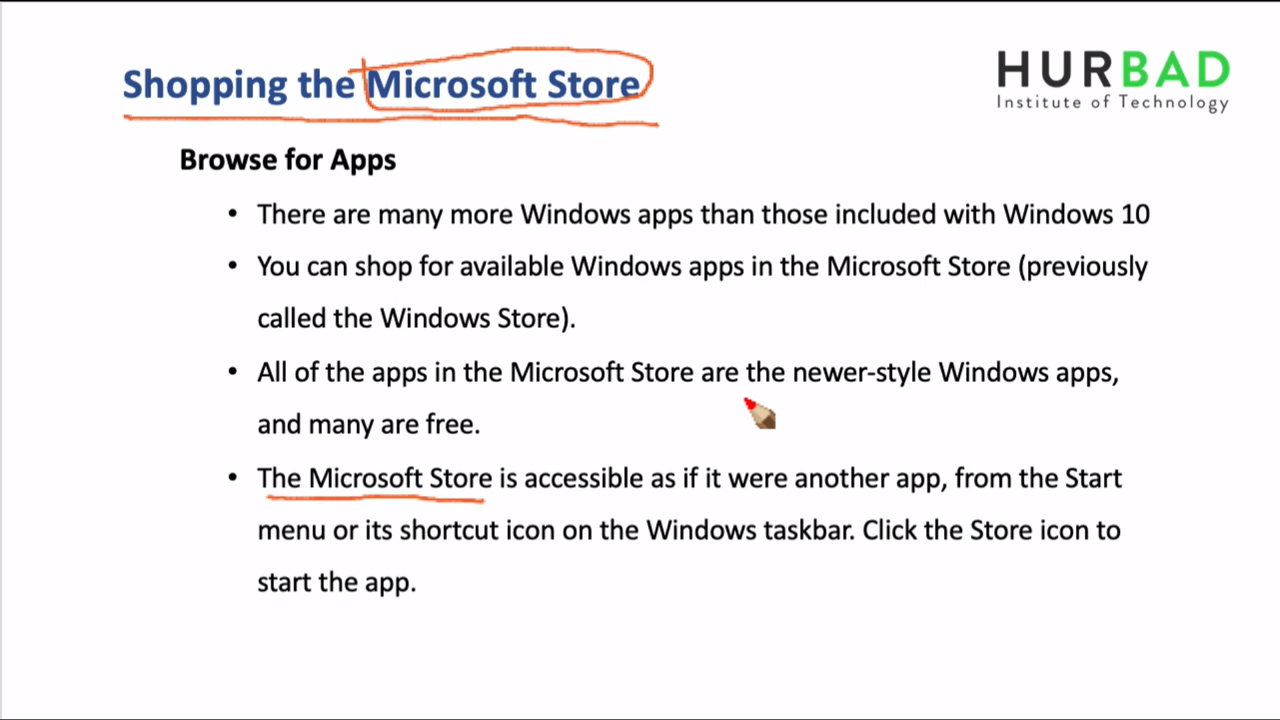 Shopping the Microsoft Store
HURBAD
Institute of Technology
Browse for Apps
• There are many more Windows apps than those included with Windows 10
• You can shop for available Windows apps in the Microsoft Store (previously
called the Windows Store).
• All of the apps in the Microsoft Store are the newer-style Windows apps,
and many are free.
• The Microsoft Store is accessible as if it were another app, from the Start
menu or its shortcut icon on the Windows taskbar. Click the Store icon to
start the app.